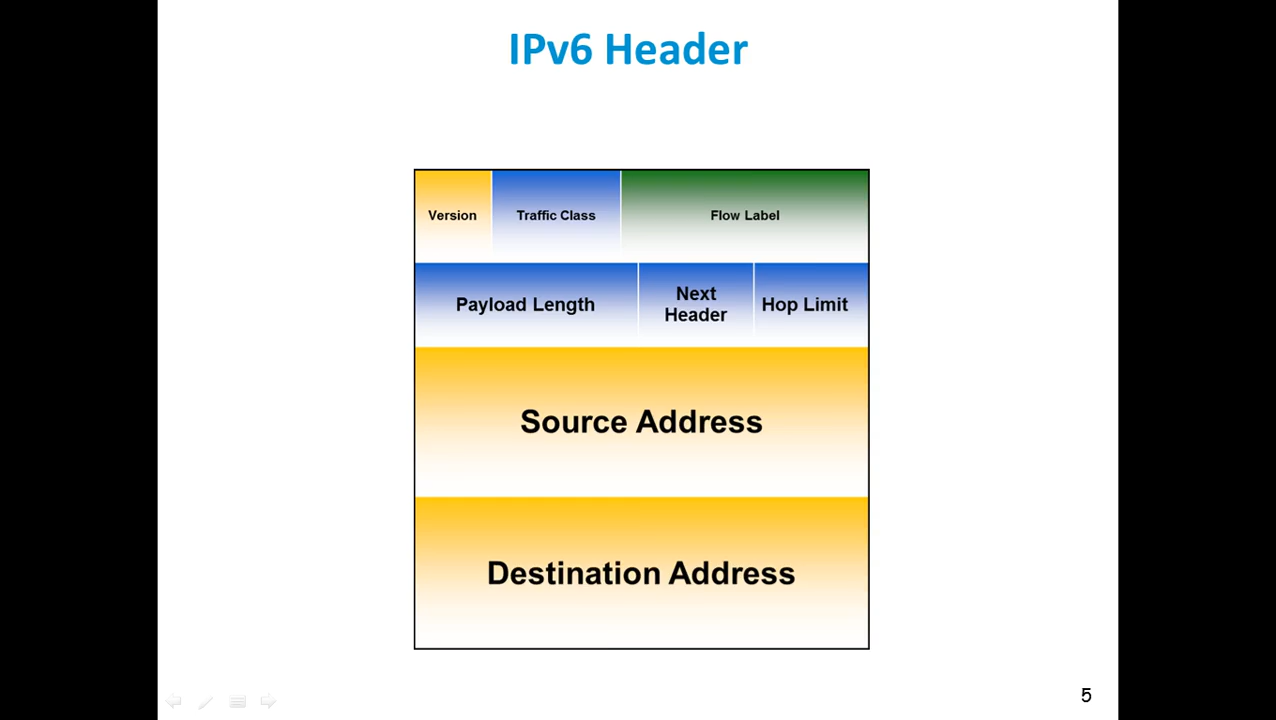 IPv6 Header
Version
Traffic Class
Flow Label
Payload Length
Next
Header
Hop Limit
Source Address
Destination Address
5